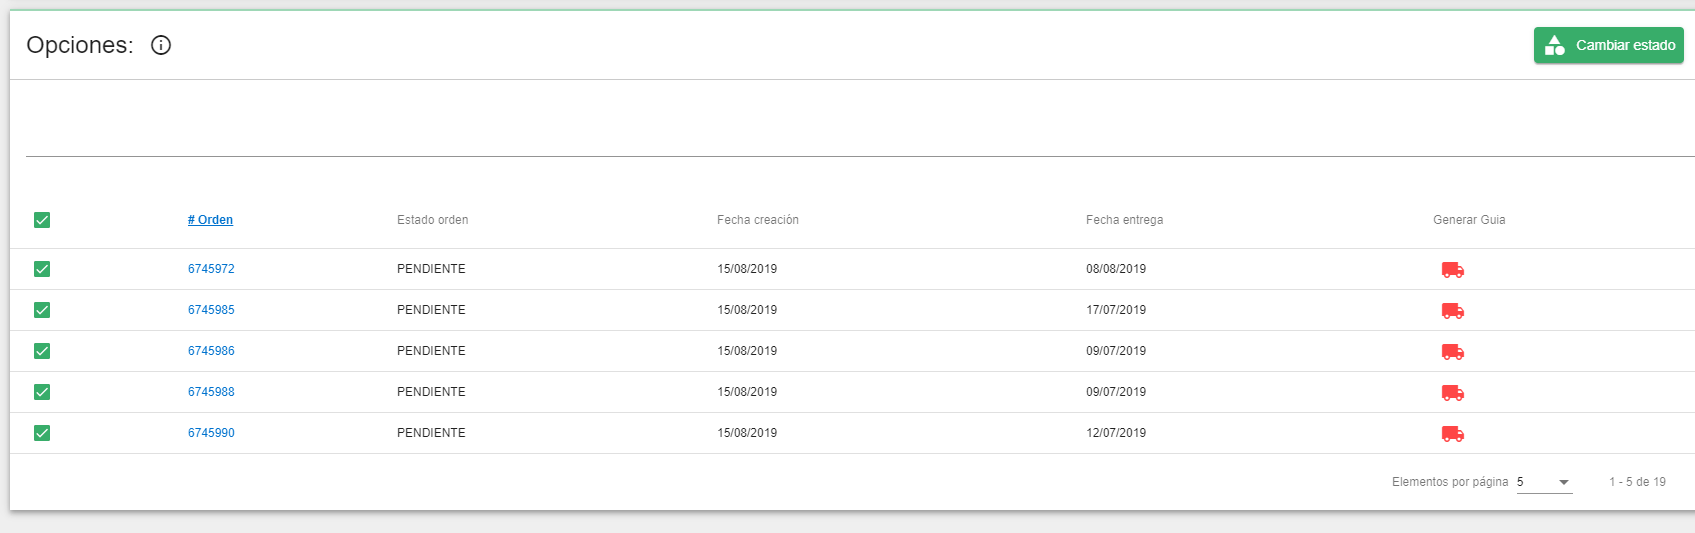 Opciones:
Cambiar estado
# Orden Estado orden Fecha creación Fecha entrega Generar Guia
6745972 PENDIENTE 15/08/2019 08/08/2019
6745985 PENDIENTE 15/08/2019 17/07/2019
6745986 PENDIENTE 15/08/2019 09/07/2019
6745988 PENDIENTE 15/08/2019 09/07/2019
6745990 PENDIENTE 15/08/2019 12/07/2019
Elementos por página 5 1 - 5 de 19